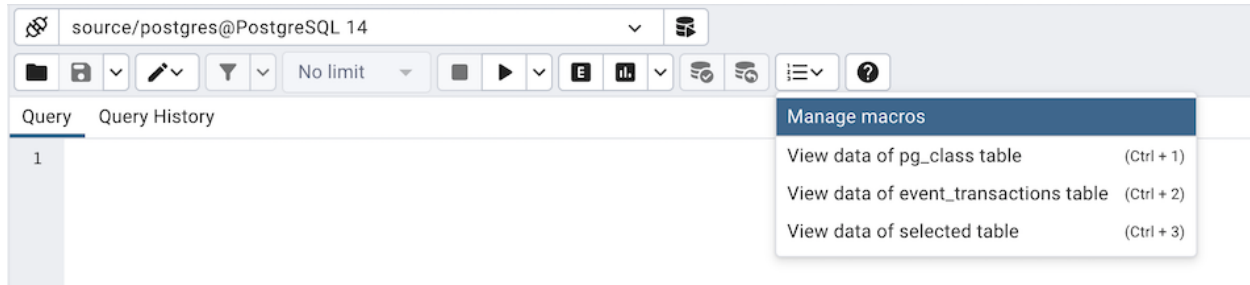 source/postgres@PostgreSQL 14
No limit
E
Query Query History
Manage macros
1
View data of pg_class table (Ctrl + 1)
View data of event_transactions table (Ctrl + 2)
View data of selected table (Ctrl + 3)